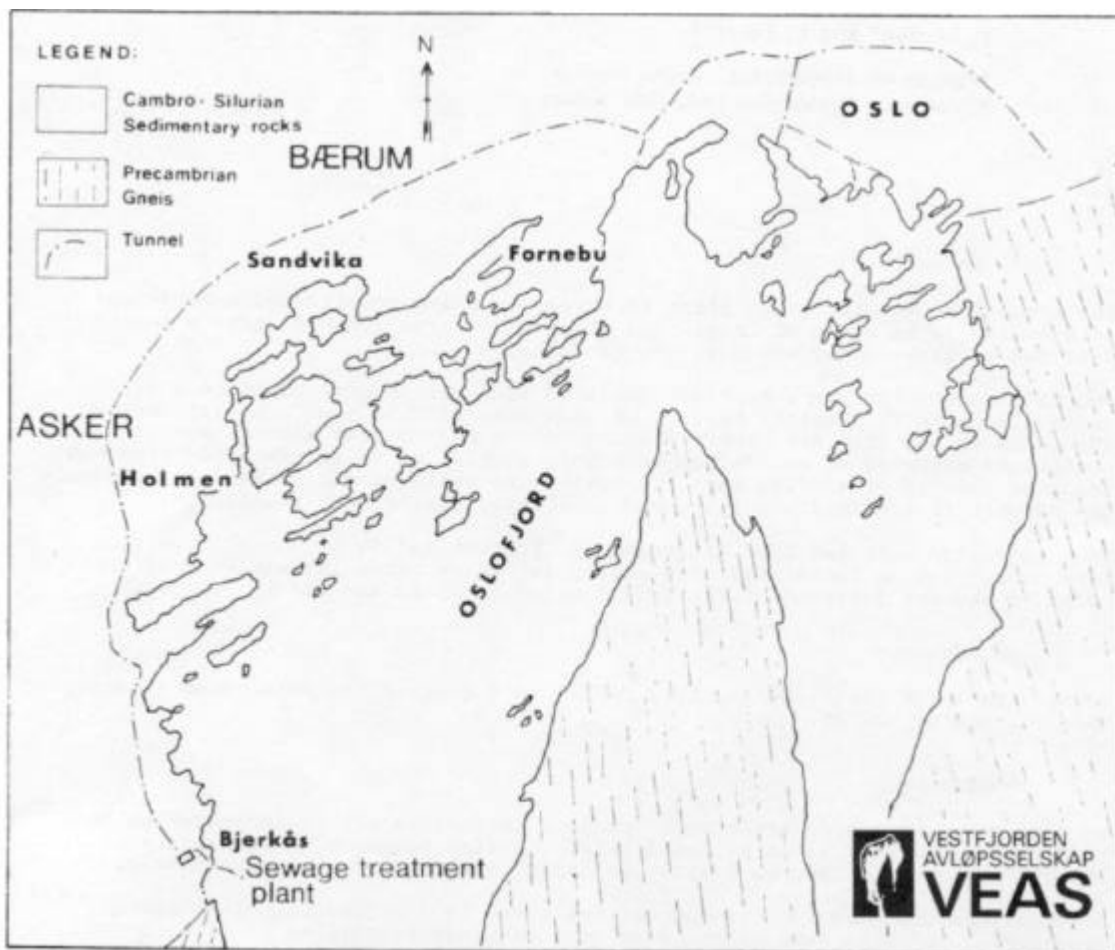 LEGEND:
Cambro-Silurian
Sedimentary rocks
Precambrian
Gneis
Tunnel
N
OSLO
BÆRUM
Sandvika
Fornebu
ASKER
Holmen
OSLOFJORD
Bjerkås
Sewage treatment
plant
VESTFJORDEN
AVLØPSSELSKAP
VEAS